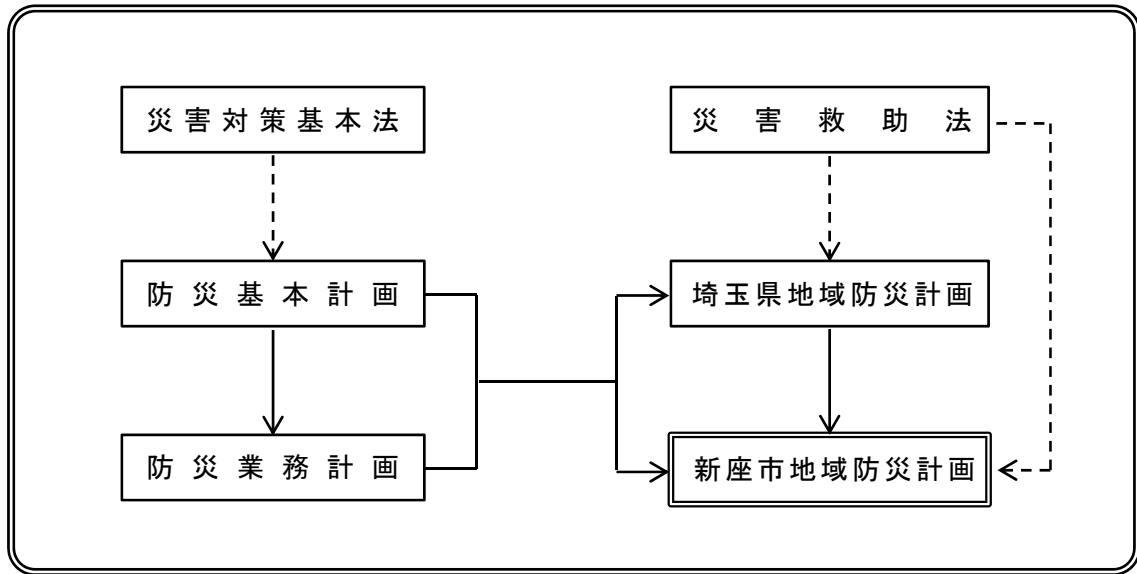 災害対策基本法
災害救助法
防災基本計画
埼玉県地域防災計画
防災業務計画
新座市地域防災計画